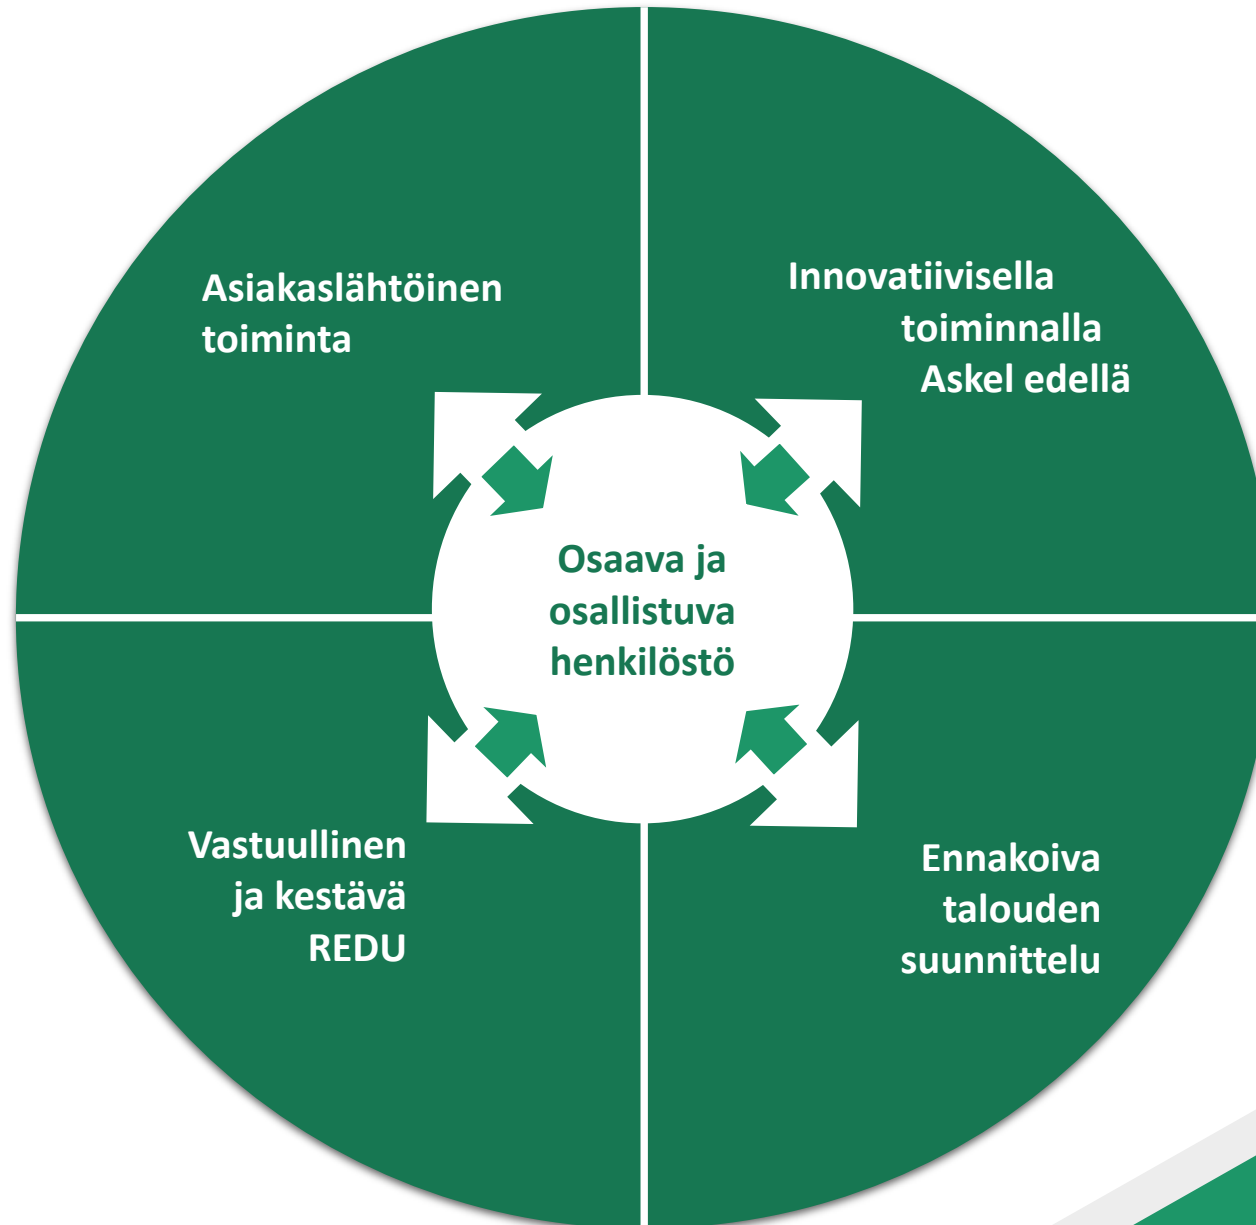 Asiakaslähtöinen
toiminta
Innovatiivisella
toiminnalla
Askel edellä
Osaava ja
osallistuva
henkilöstö
Vastuullinen
ja kestävä
REDU
Ennakoiva
talouden
suunnittelu